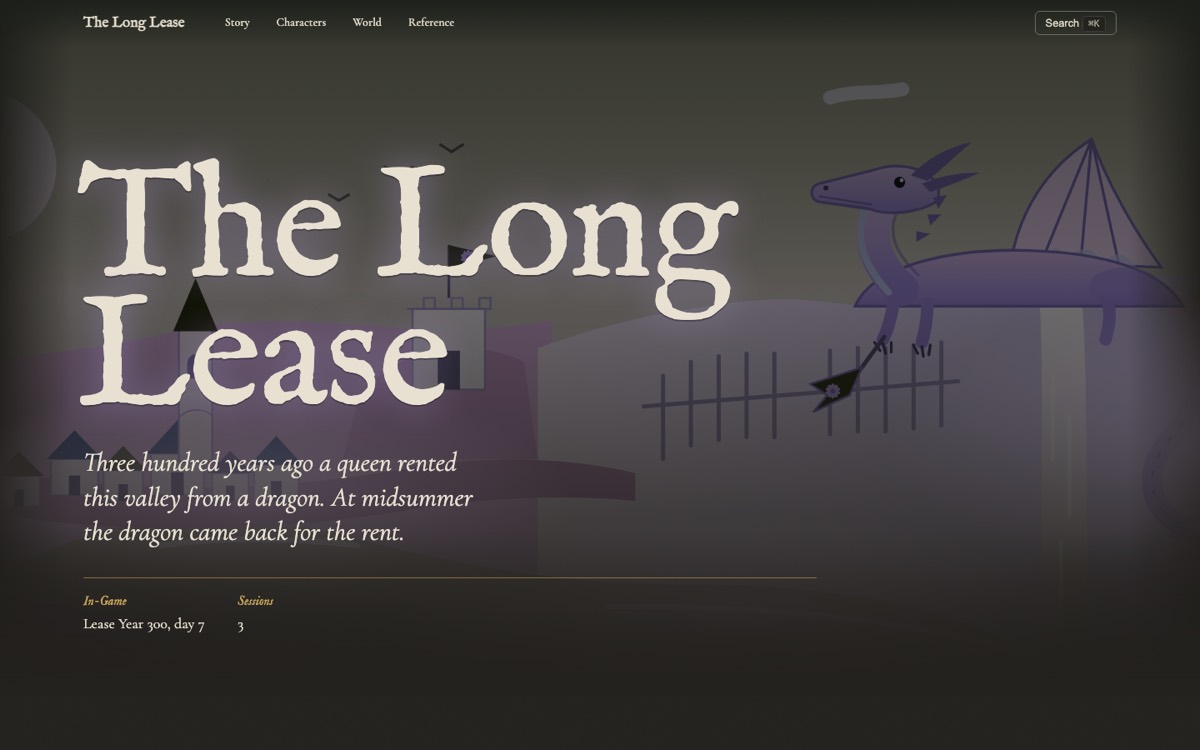 The Long Lease
Story
Characters
World
Reference
Search ⌘K
The Long
Lease
Three hundred years ago a queen rented
this valley from a dragon. At midsummer
the dragon came back for the rent.
In-Game
Sessions
Lease Year 300, day 7
3